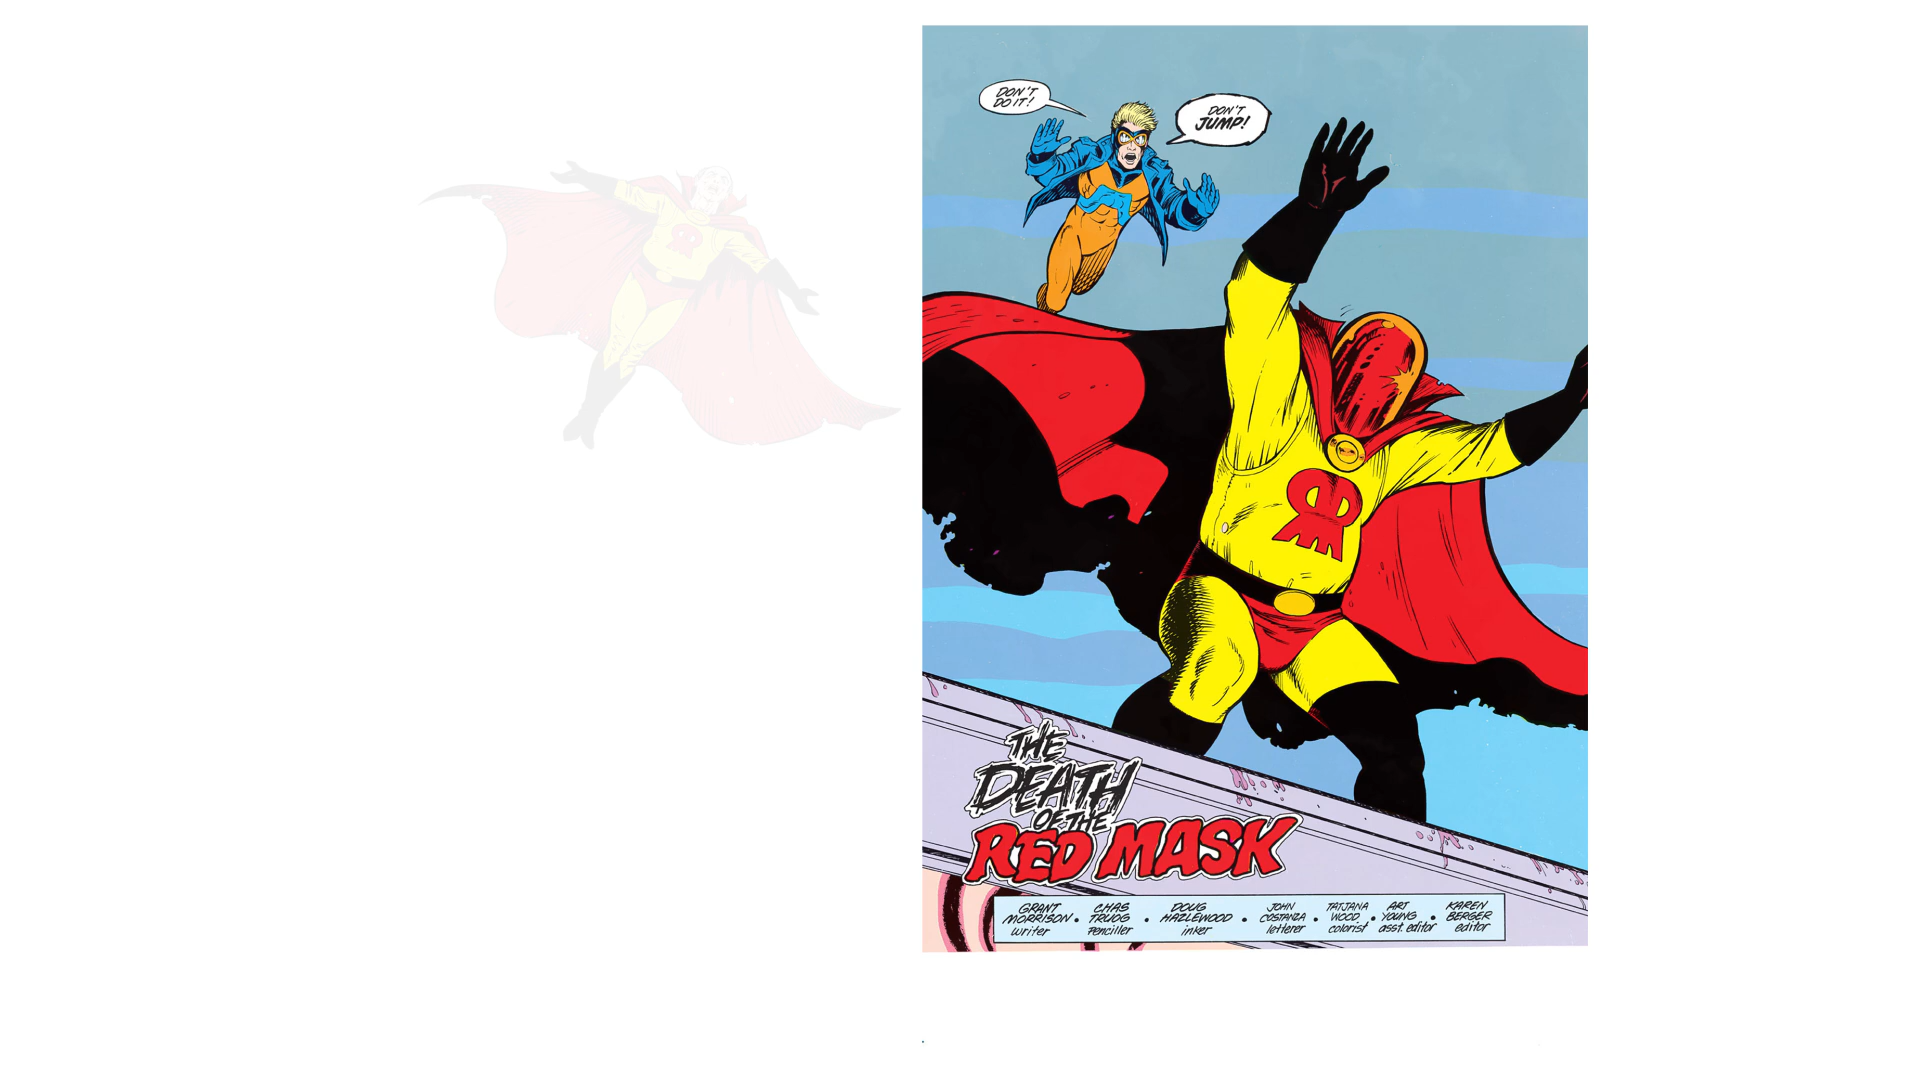 DON'T
DO IT!
DON'T
JUMP!
THE
DEATH
OF THE
RED MASK
GRANT MORRISON writer • CHAS TRUOG penciller • DOUG HAZLEWOOD inker • JOHN COSTANZA letterer • TATJANA WOOD colorist • ART YOUNG asst. editor • KAREN BERGER editor